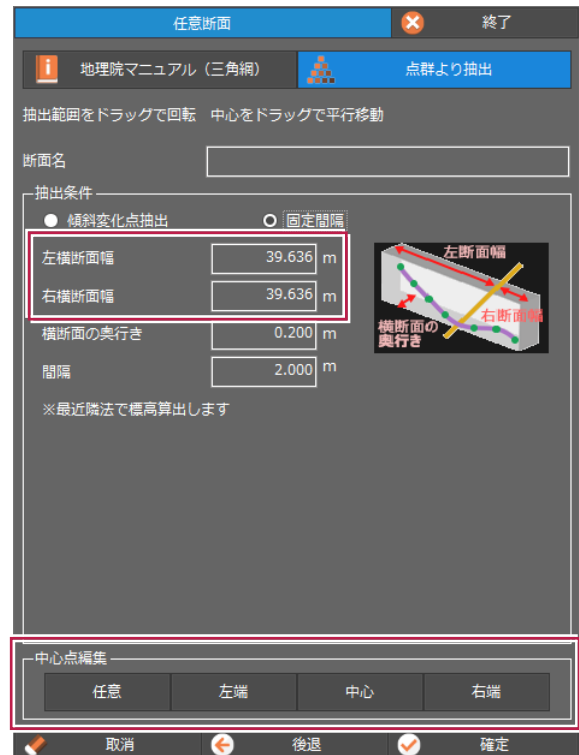 任意断面 終了
地理院マニュアル（三角網） 点群より抽出
抽出範囲をドラッグで回転 中心をドラッグで平行移動
断面名
抽出条件
傾斜変化点抽出 固定間隔
左横断面幅 39.636 m
右横断面幅 39.636 m
横断面の奥行き 0.200 m
間隔 2.000 m
左断面幅
右断面幅
横断面の
奥行き
※最近隣法で標高算出します
中心点編集
任意 左端 中心 右端
取消 後退 確定